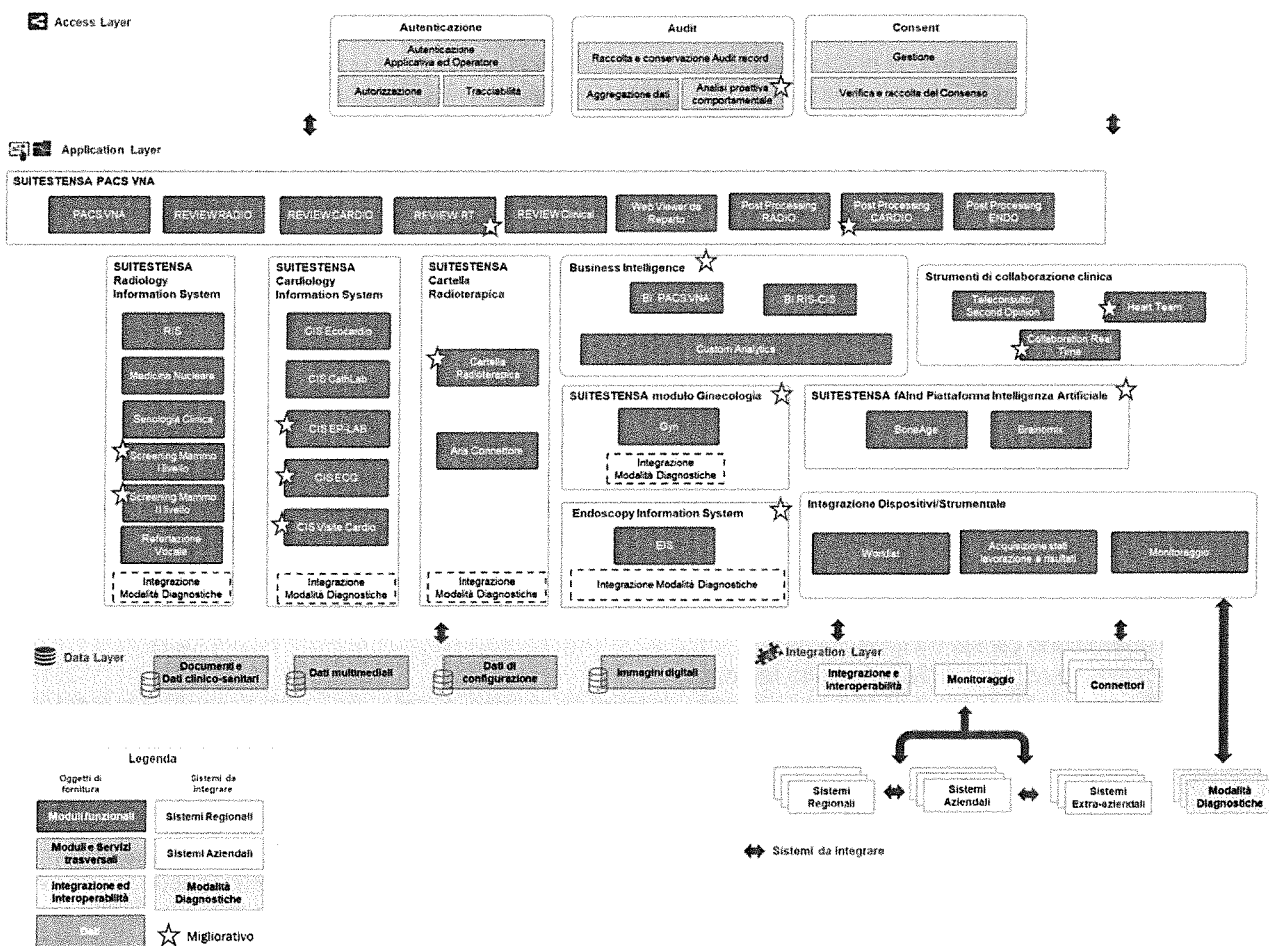 Access Layer
Autenticazione
Autenticazione
Applicativa ed Operatore
Autorizzazione
Tracciabilità
Audit
Raccolta e conservazione Audit record
Aggregazione dati
Analisi proattiva
comportamentale
Consent
Gestione
Verifica e raccolta del Consenso
Application Layer
SUITESTENSA PACS VNA
PACS VNA
REVIEW RADIO
REVIEW CARDIO
REVIEW RT
REVIEW Clinical
Web Viewer da
Reparto
Post Processing
RADIO
Post Processing
CARDIO
Post Processing
ENDO
SUITESTENSA
Radiology
Information System
RIS
Medicina Nucleare
Senologia Clinica
Screening Mammo
I livello
Screening Mammo
II livello
Refertazione
Vocale
Integrazione
Modalità Diagnostiche
SUITESTENSA
Cardiology
Information System
CIS Ecocardio
CIS CathLab
CIS EP-LAB
CIS ECG
CIS Visite Cardio
Integrazione
Modalità Diagnostiche
SUITESTENSA
Cartella
Radioterapica
Cartella
Radioterapica
Aria Connettore
Integrazione
Modalità Diagnostiche
Business Intelligence
BI PACS VNA
BI RIS-CIS
Custom Analytics
Strumenti di collaborazione clinica
Teleconsulto/
Second Opinion
Heart Team
Collaboration Real
Time
SUITESTENSA modulo Ginecologia
Gyn
Integrazione
Modalità Diagnostiche
SUITESTENSA fAInd Piattaforma Intelligenza Artificiale
BoneAge
Brainomix
Endoscopy Information System
EIS
Integrazione Modalità Diagnostiche
Integrazione Dispositivi/Strumentale
Worklist
Acquisizione stati
lavorazione e risultati
Monitoraggio
Data Layer
Documenti e
Dati clinico-sanitari
Dati multimediali
Dati di
configurazione
Immagini digitali
Integration Layer
Integrazione e
Interoperabilità
Monitoraggio
Connettori
Sistemi
Regionali
Sistemi
Aziendali
Sistemi
Extra-aziendali
Modalità
Diagnostiche
Sistemi da integrare
Legenda
Oggetti di
fornitura
Sistemi da
integrare
Moduli funzionali
Sistemi Regionali
Moduli e Servizi
trasversali
Sistemi Aziendali
Integrazione ed
Interoperabilità
Modalità
Diagnostiche
Dati
Migliorativo